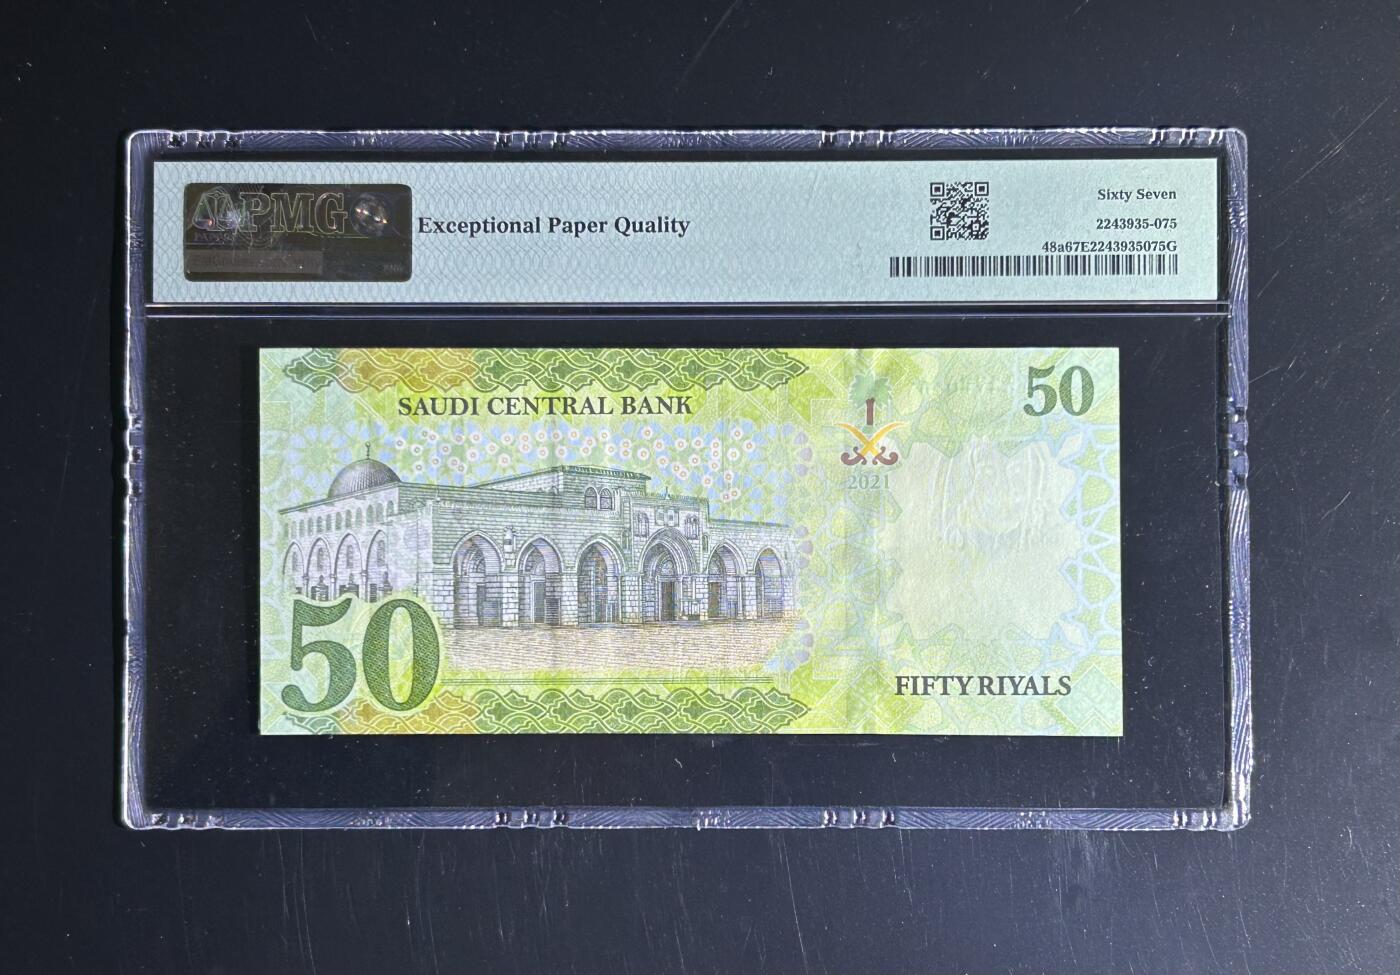 PMG
Exceptional Paper Quality
Sixty Seven
2243935-075
48a67E2243935075G
SAUDI CENTRAL BANK
50
2021
50
FIFTY RIYALS